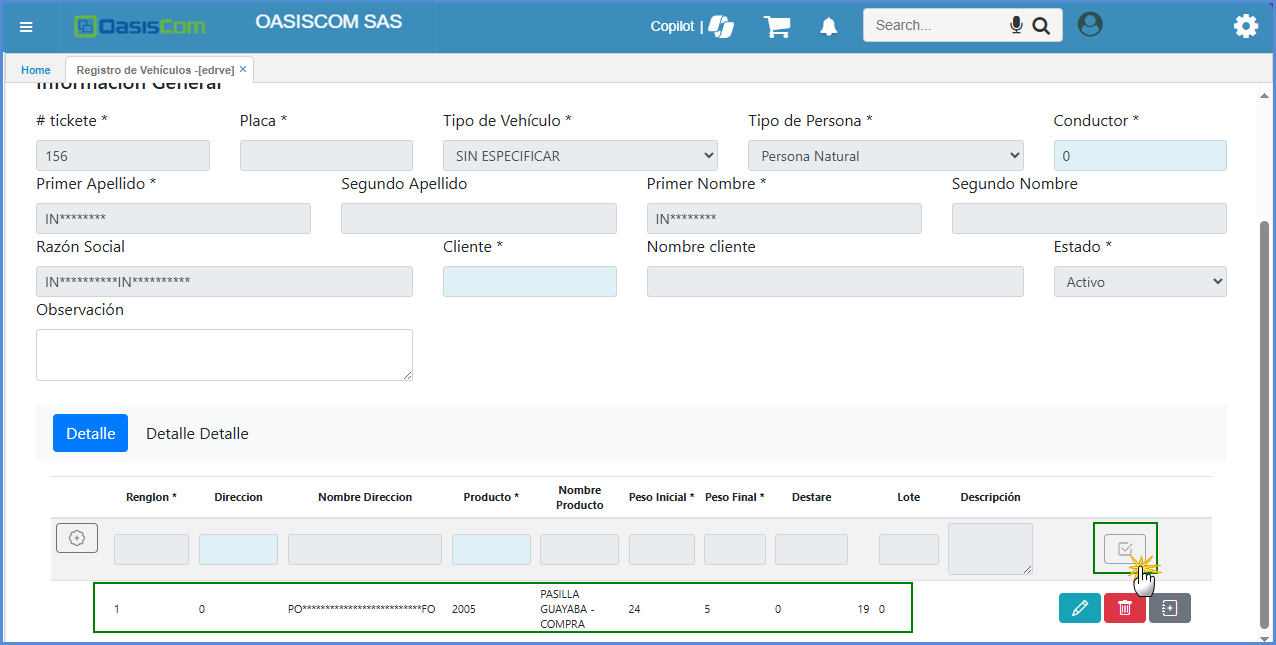 OasisCom
OASISCOM SAS
Copilot |
Search...
Home
Registro de Vehículos -[edrve] ×
Información General
# tickete *
Placa *
Tipo de Vehículo *
Tipo de Persona *
Conductor *
156
SIN ESPECIFICAR
Persona Natural
0
Primer Apellido *
Segundo Apellido
Primer Nombre *
Segundo Nombre
IN********
IN********
Razón Social
Cliente *
Nombre cliente
Estado *
IN**********IN**********
Activo
Observación
Detalle
Detalle Detalle
Renglon *
Direccion
Nombre Direccion
Producto *
Nombre
Producto
Peso Inicial *
Peso Final *
Destare
Lote
Descripción
1
0
PO**************************FO
2005
PASILLA
GUAYABA -
COMPRA
24
5
0
19
0